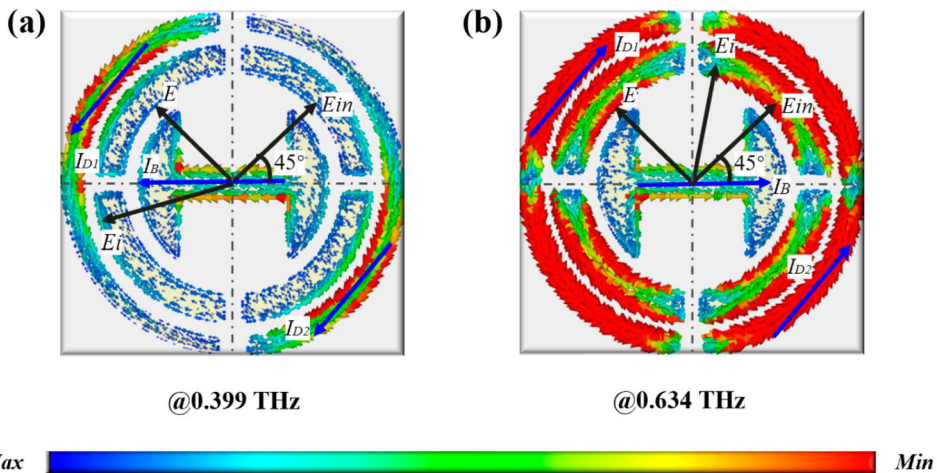 (a)
E
Ein
45°
ID1
IB
Ei
ID2
@0.399 THz
(b)
ID1
Ei
E
Ein
45°
IB
ID2
@0.634 THz
Min